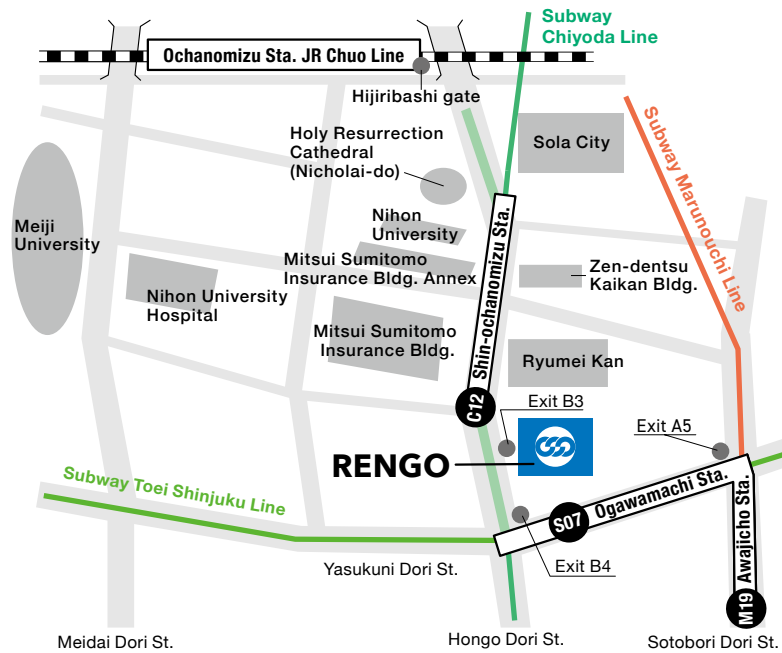 Subway
Chiyoda Line
Ochanomizu Sta. JR Chuo Line
Hijiribashi gate
Holy Resurrection
Cathedral
(Nicholai-do)
Sola City
Subway Marunouchi Line
Meiji
University
Nihon
University
Shin-ochanomizu Sta.
C12
Mitsui Sumitomo
Insurance Bldg. Annex
Zen-dentsu
Kaikan Bldg.
Nihon University
Hospital
Mitsui Sumitomo
Insurance Bldg.
Ryumei Kan
Exit B3
Exit A5
RENGO
Subway Toei Shinjuku Line
Ogawamachi Sta.
S07
Awajicho Sta.
M19
Exit B4
Yasukuni Dori St.
Meidai Dori St.
Hongo Dori St.
Sotobori Dori St.